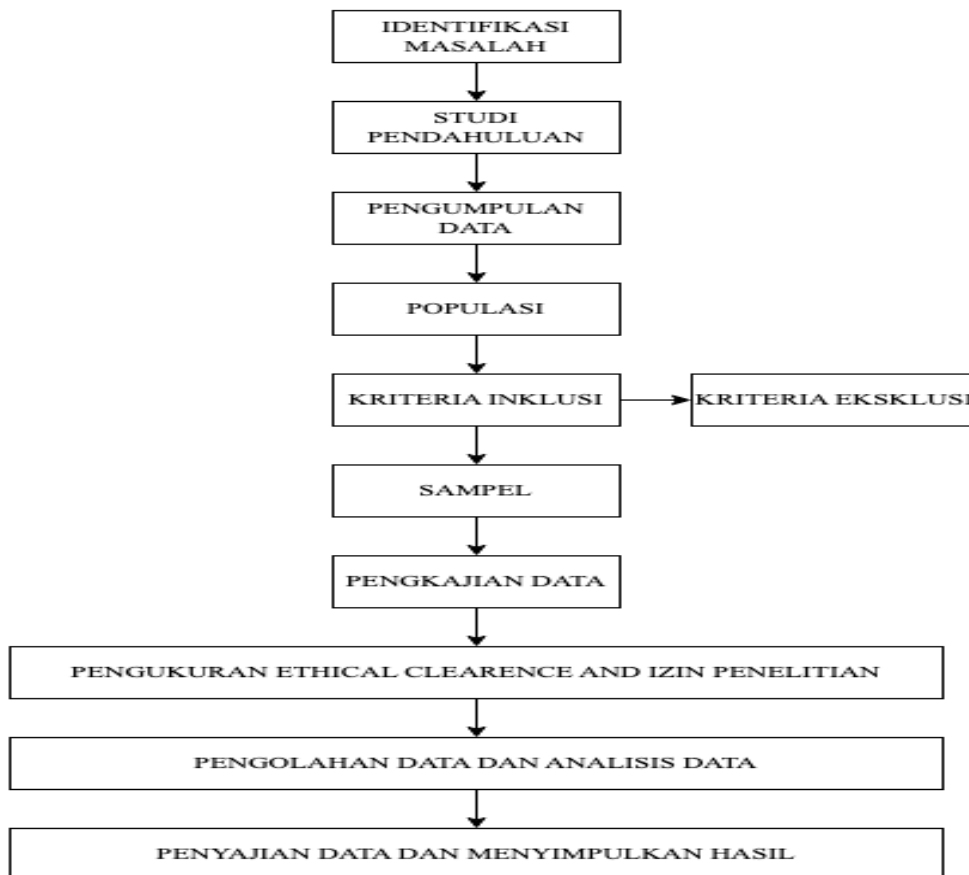 IDENTIFIKASI
MASALAH
STUDI
PENDAHULUAN
PENGUMPULAN
DATA
POPULASI
KRITERIA INKLUSI
KRITERIA EKSKLUSI
SAMPEL
PENGKAJIAN DATA
PENGUKURAN ETHICAL CLEARENCE AND IZIN PENELITIAN
PENGOLAHAN DATA DAN ANALISIS DATA
PENYAJIAN DATA DAN MENYIMPULKAN HASIL